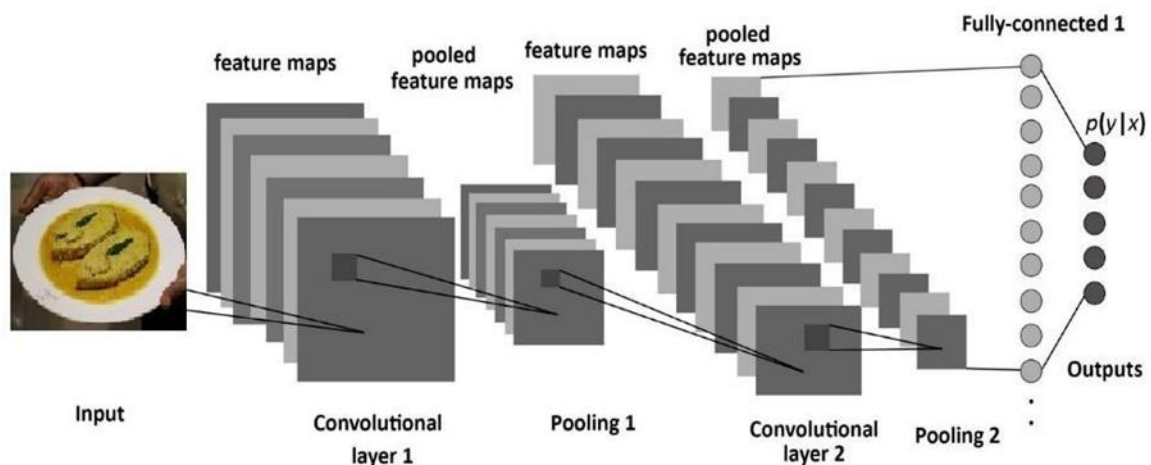 feature maps
pooled
feature maps
feature maps
pooled
feature maps
Fully-connected 1
p(y|x)
Input
Convolutional
layer 1
Pooling 1
Convolutional
layer 2
Pooling 2
Outputs